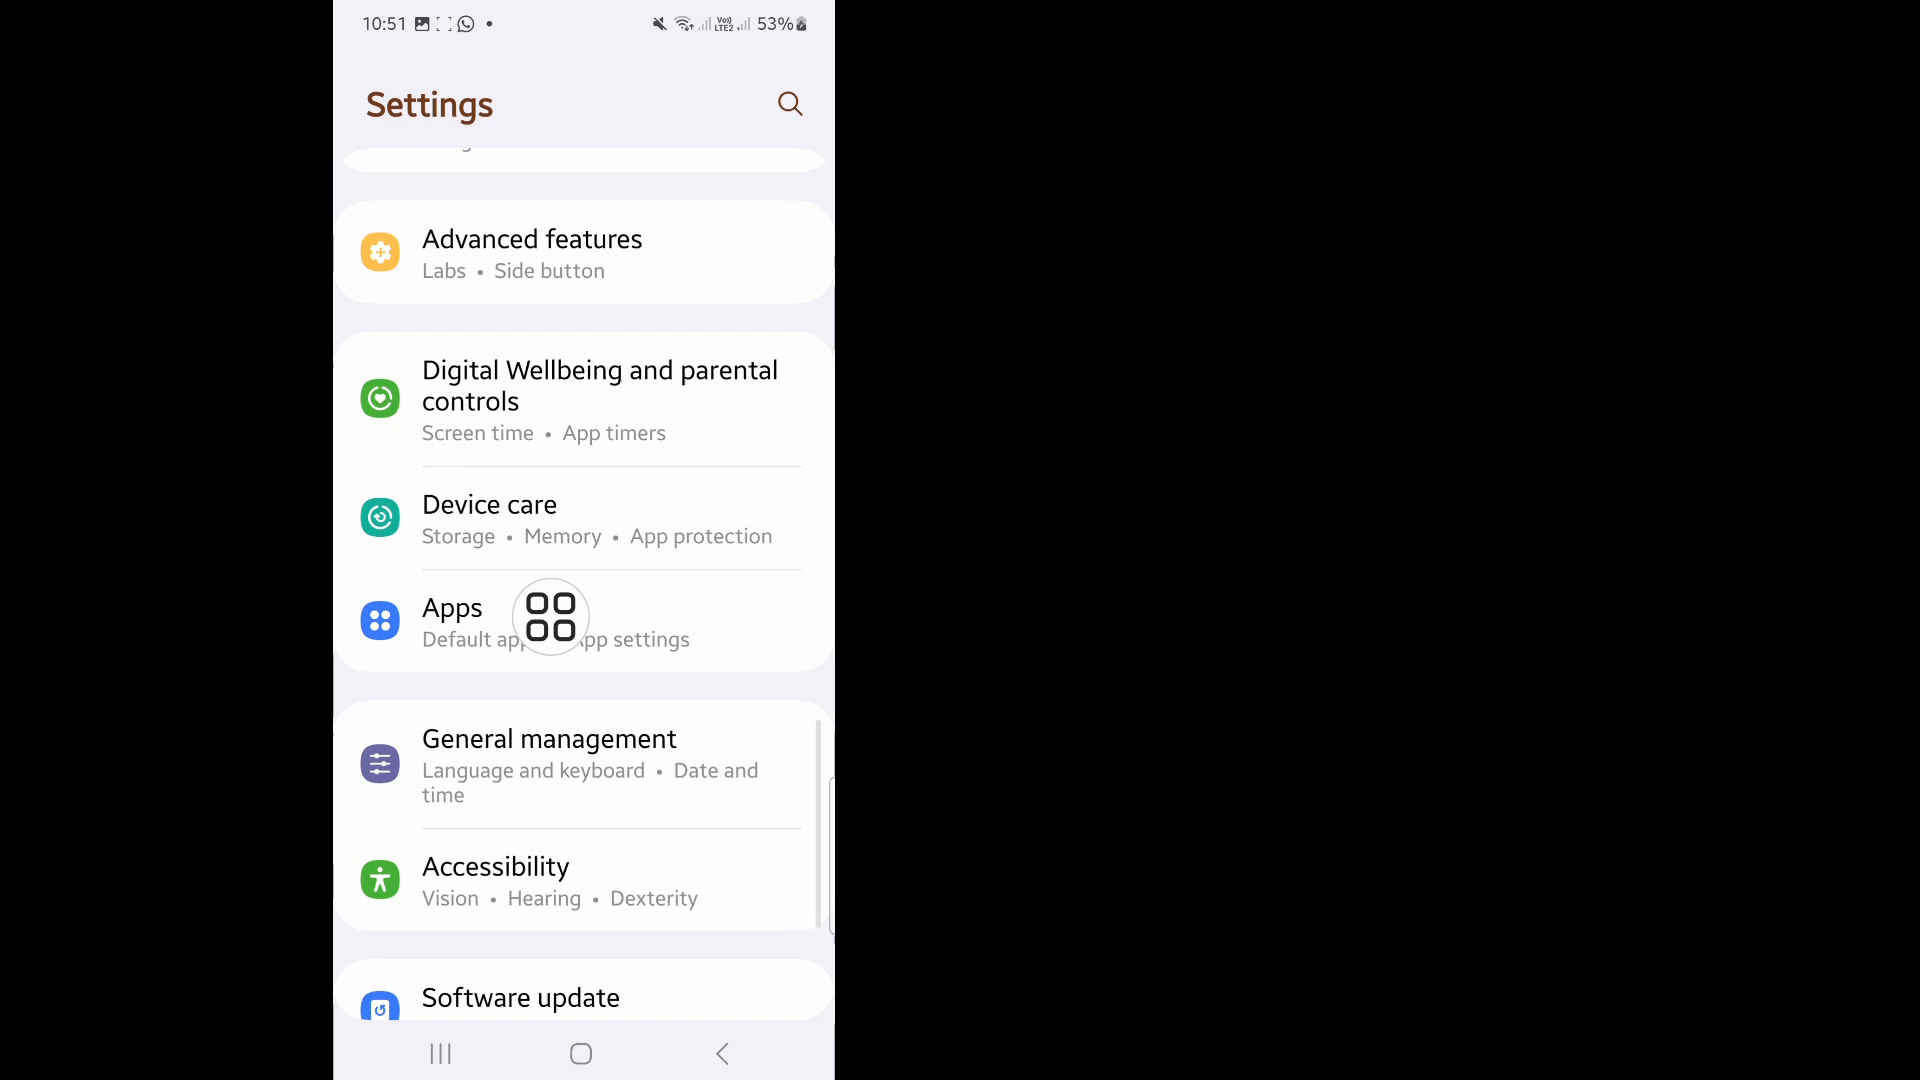 10:51
Vo))
LTE2
53%
Settings
Advanced features
Labs • Side button
Digital Wellbeing and parental
controls
Screen time • App timers
Device care
Storage • Memory • App protection
Apps
Default app settings
General management
Language and keyboard • Date and
time
Accessibility
Vision • Hearing • Dexterity
Software update